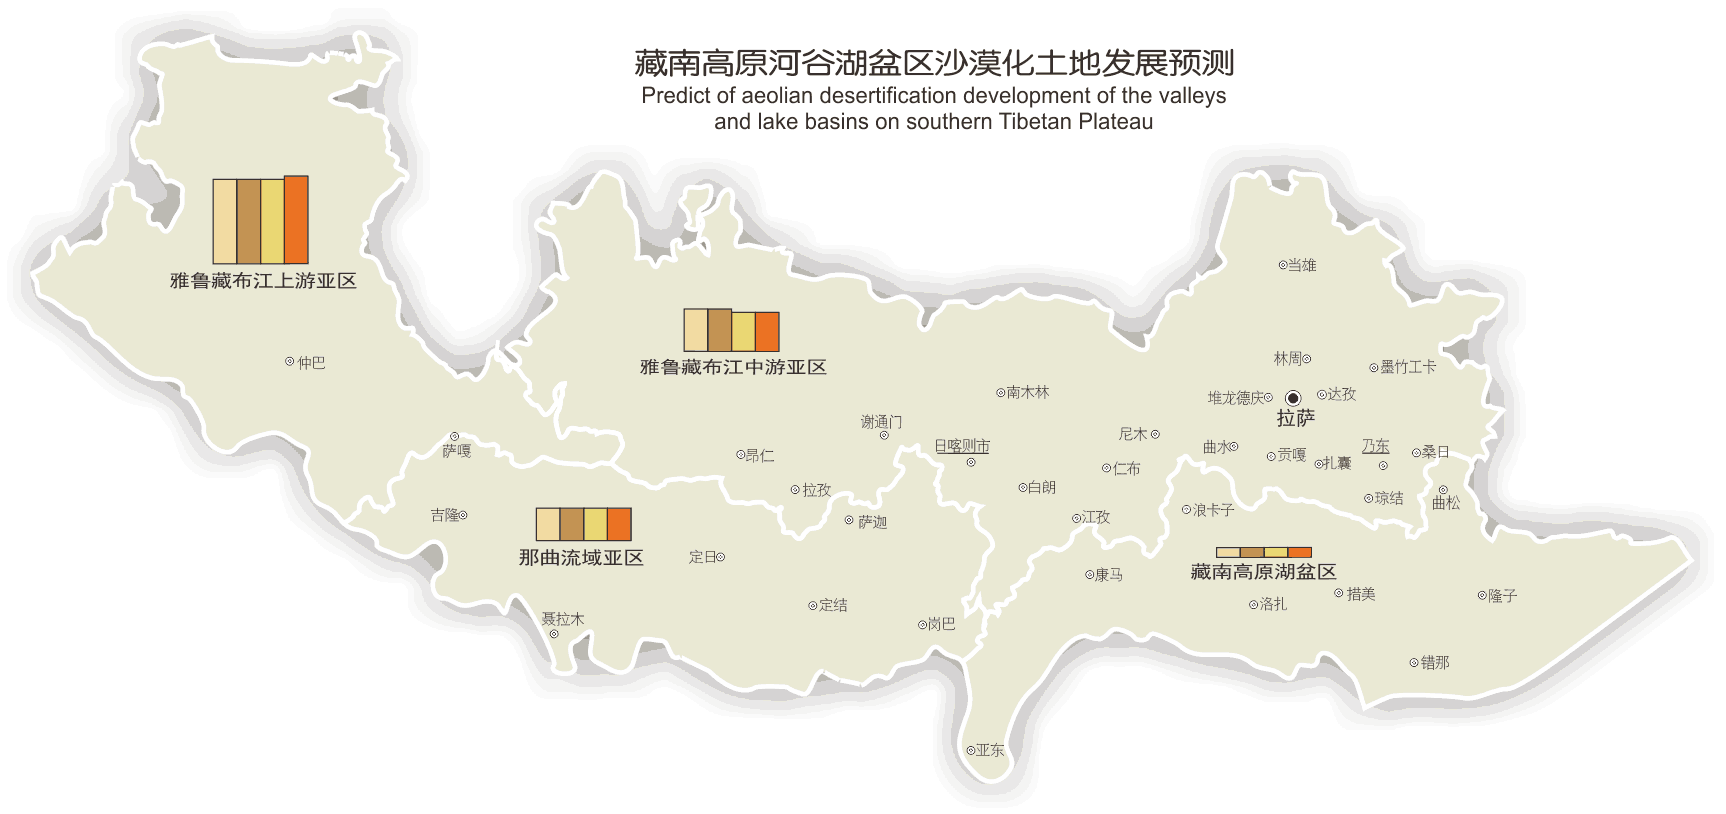 藏南高原河谷湖盆区沙漠化土地发展预测
Predict of aeolian desertification development of the valleys
and lake basins on southern Tibetan Plateau
雅鲁藏布江上游亚区
当雄
仲巴
雅鲁藏布江中游亚区
林周
墨竹工卡
南木林
堆龙德庆
达孜
拉萨
谢通门
尼木
日喀则市
曲水
乃东
萨嘎
昂仁
贡嘎
扎囊
桑日
仁布
拉孜
白朗
琼结
曲松
吉隆
萨迦
江孜
浪卡子
那曲流域亚区
定日
康马
藏南高原湖盆区
洛扎
措美
隆子
定结
聂拉木
岗巴
错那
亚东